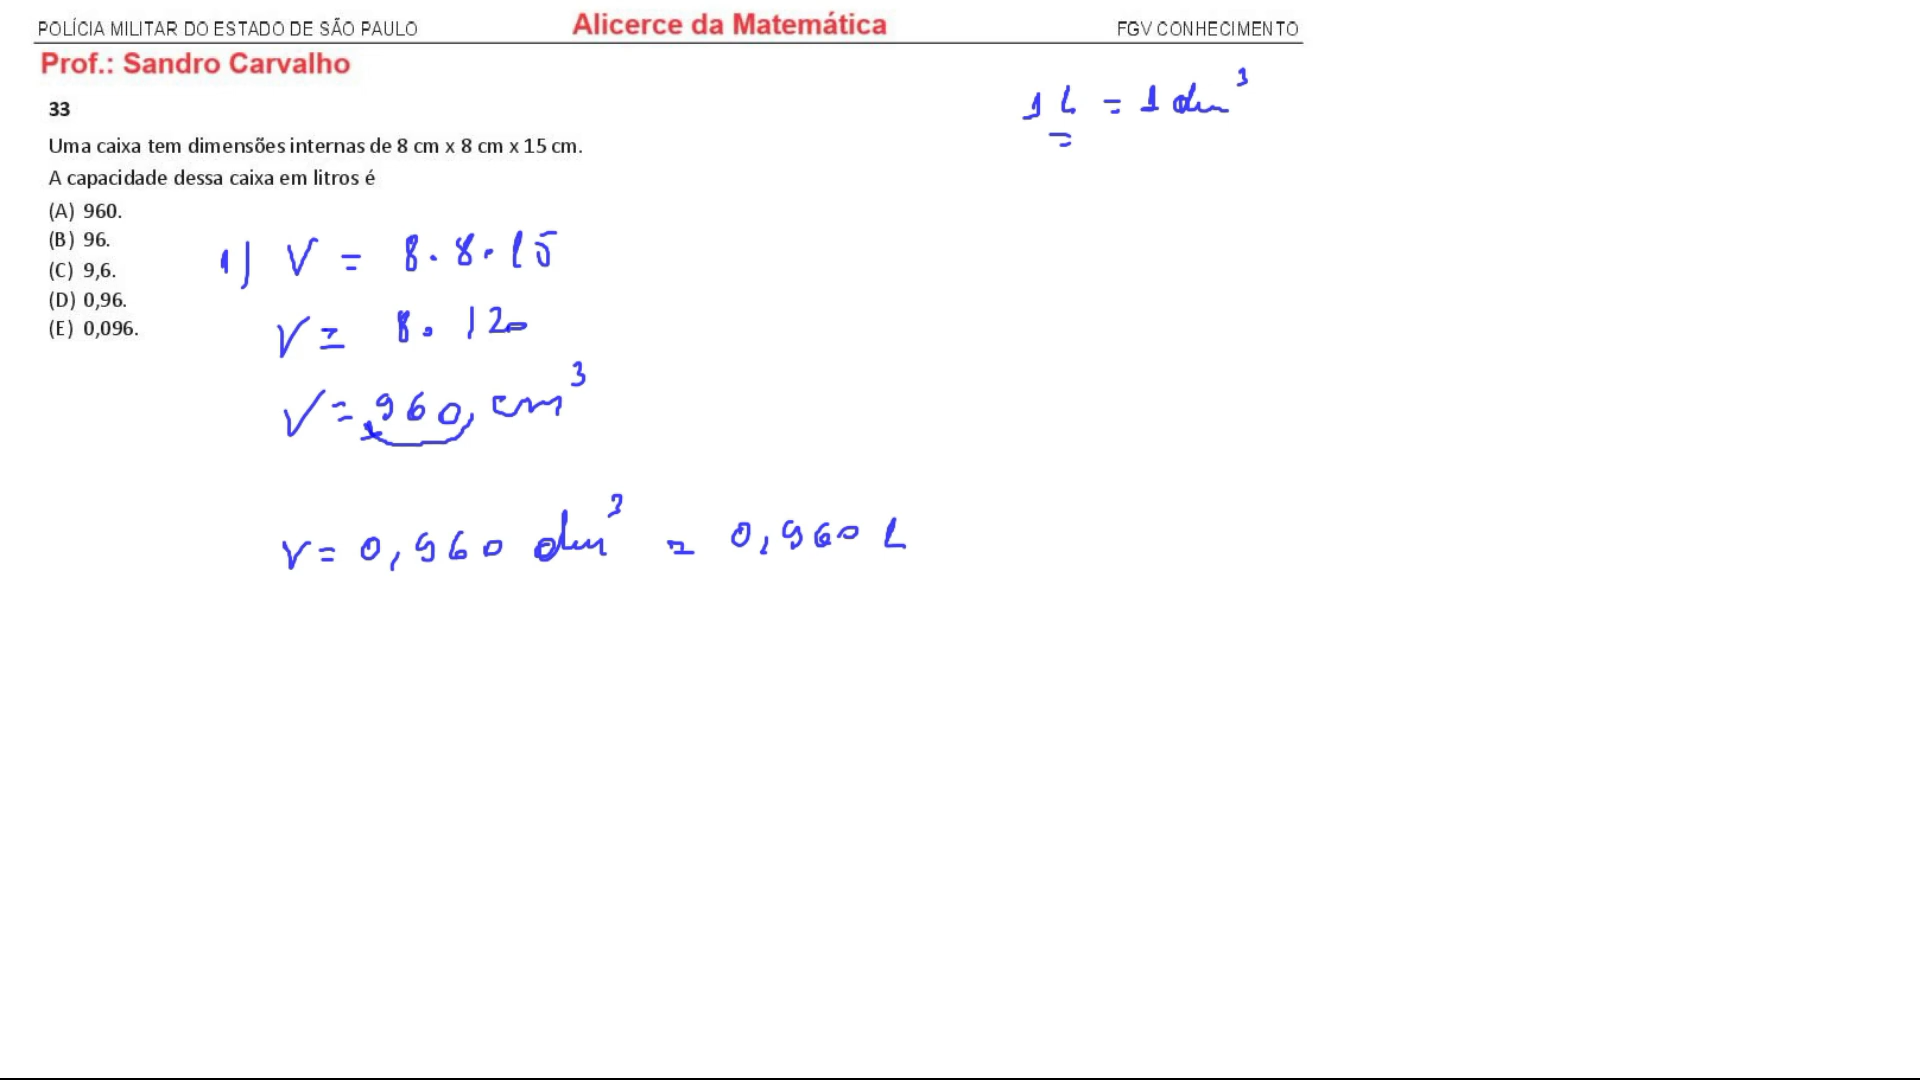 POLÍCIA MILITAR DO ESTADO DE SÃO PAULO Alicerce da Matemática FGV CONHECIMENTO
Prof.: Sandro Carvalho
1 L = 1 dm³
=
33
Uma caixa tem dimensões internas de 8 cm x 8 cm x 15 cm.
A capacidade dessa caixa em litros é
(A) 960.
(B) 96.
(C) 9,6.
(D) 0,96.
(E) 0,096.
1) V = 8.8.15
V = 8.120
V = ,960, cm³
V = 0,960 dm³ = 0,960 L